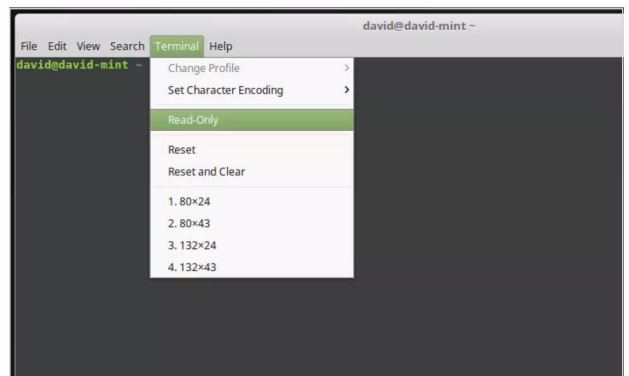 david@david-mint ~
File Edit View Search Terminal Help
david@david-mint ~
Change Profile
Set Character Encoding
Read-Only
Reset
Reset and Clear
1. 80×24
2. 80×43
3. 132×24
4. 132×43